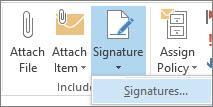 Attach File
Attach Item
Signature
Assign Policy
Include
Signatures...